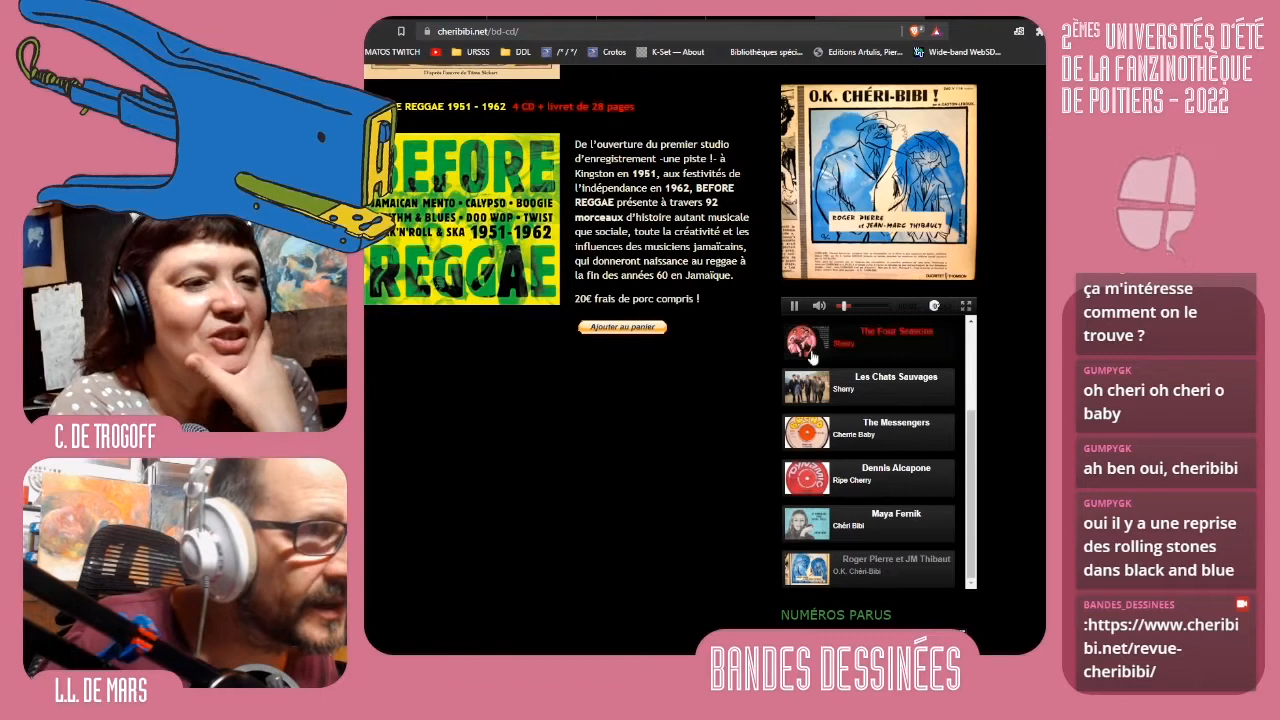 cheribibi.net/bd-cd/
MATOS TWITCH
URSSS
DDL
/*/ */)
Crotos
K-Set — About
Bibliothèques spéci...
Editions Artulis, Pier...
Wide-band WebSD...
D'après l'œuvre de Titma Sickart
E REGGAE 1951 - 1962 4 CD + livret de 28 pages
BEFORE
JAMAICAN MENTO • CALYPSO • BOOGIE
THM & BLUES • DOO WOP • TWIST
K'N'ROLL & SKA 1951-1962
REGGAE
De l'ouverture du premier studio
d'enregistrement -une piste !- à
Kingston en 1951, aux festivités de
l'indépendance en 1962, BEFORE
REGGAE présente à travers 92
morceaux d'histoire autant musicale
que sociale, toute la créativité et les
influences des musiciens jamaïcains,
qui donneront naissance au reggae à
la fin des années 60 en Jamaïque.
20€ frais de porc compris !
Ajouter au panier
O.K. CHÉRI-BIBI !
ROGER PIERRE
et JEAN-MARC THIBAULT
The Four Seasons
Sherry
Les Chats Sauvages
Sherry
The Messengers
Cherrie Baby
Dennis Alcapone
Ripe Cherry
Maya Fernik
Chéri Bibi
Roger Pierre et JM Thibaut
O.K. Chéri-Bibi
NUMÉROS PARUS
C. DE TROGOFF
L.L. DE MARS
BANDES DESSINÉES
2ÈMES UNIVERSITÉS D'ÉTÉ
DE LA FANZINOTHÈQUE
DE POITIERS - 2022
ça m'intéresse
comment on le
trouve ?
GUMPYGK
oh cheri oh cheri o
baby
GUMPYGK
ah ben oui, cheribibi
GUMPYGK
oui il y a une reprise
des rolling stones
dans black and blue
BANDES_DESSINEES
:https://www.cheribi
bi.net/revue-
cheribibi/